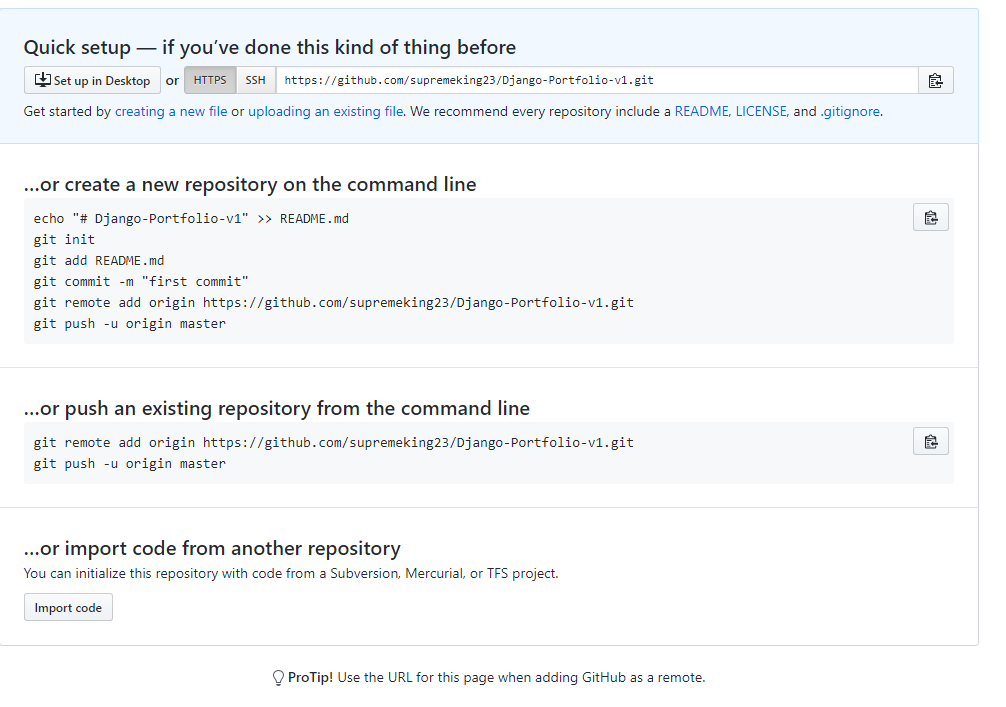 Quick setup — if you’ve done this kind of thing before
Set up in Desktop or HTTPS SSH https://github.com/supremeking23/Django-Portfolio-v1.git
Get started by creating a new file or uploading an existing file. We recommend every repository include a README, LICENSE, and .gitignore.
…or create a new repository on the command line
echo "# Django-Portfolio-v1" >> README.md
git init
git add README.md
git commit -m "first commit"
git remote add origin https://github.com/supremeking23/Django-Portfolio-v1.git
git push -u origin master
…or push an existing repository from the command line
git remote add origin https://github.com/supremeking23/Django-Portfolio-v1.git
git push -u origin master
…or import code from another repository
You can initialize this repository with code from a Subversion, Mercurial, or TFS project.
Import code
ProTip! Use the URL for this page when adding GitHub as a remote.